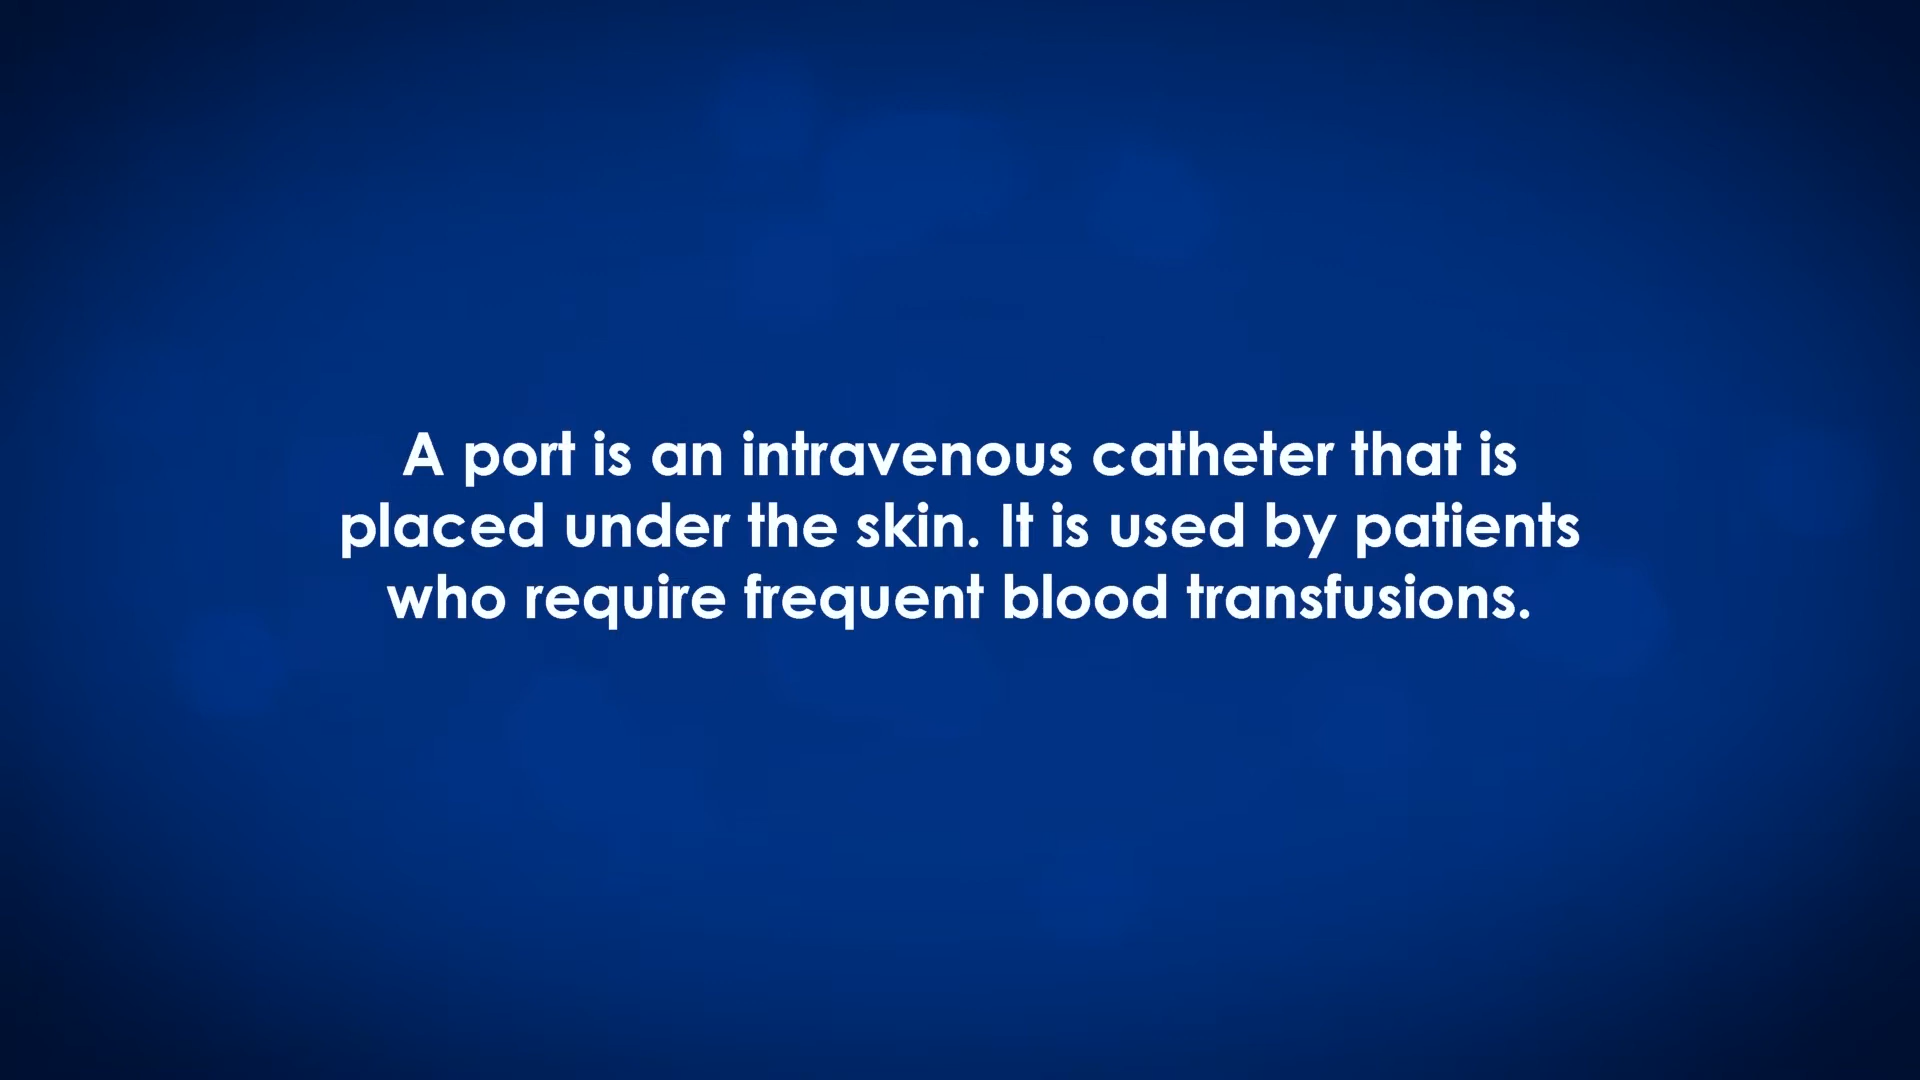 A port is an intravenous catheter that is
placed under the skin. It is used by patients
who require frequent blood transfusions.